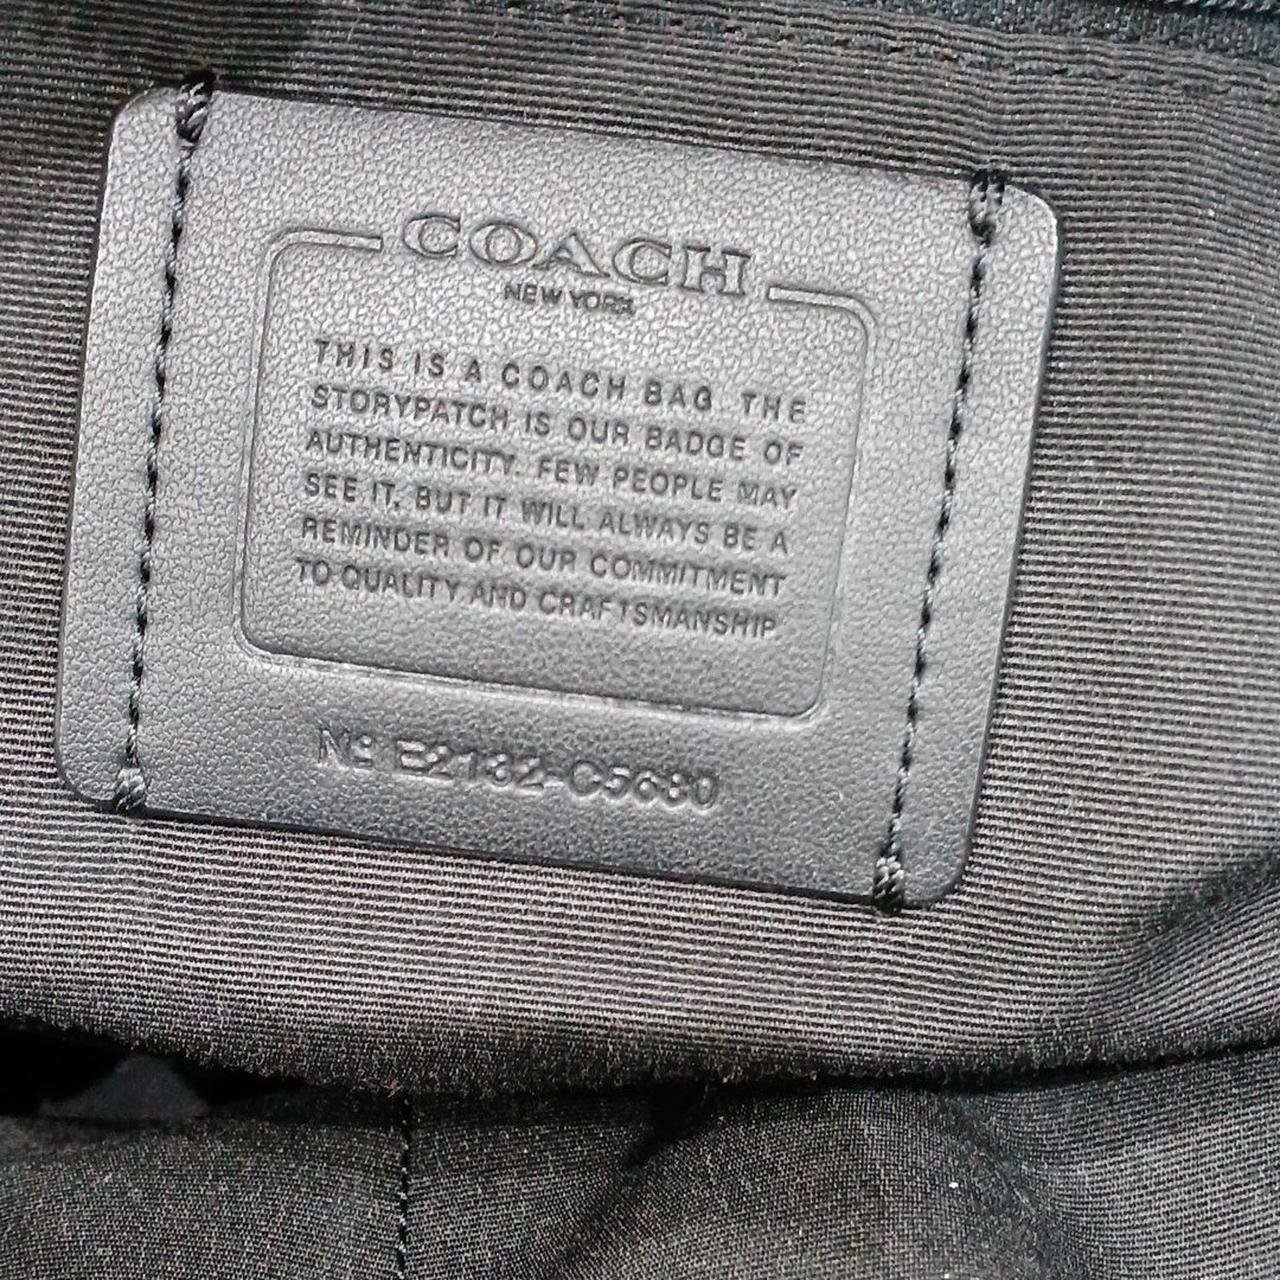 COACH
NEW YORK
THIS IS A COACH BAG. THE
STORYPATCH IS OUR BADGE OF
AUTHENTICITY. FEW PEOPLE MAY
SEE IT, BUT IT WILL ALWAYS BE A
REMINDER OF OUR COMMITMENT
TO QUALITY AND CRAFTSMANSHIP
Nº E2132-C5680